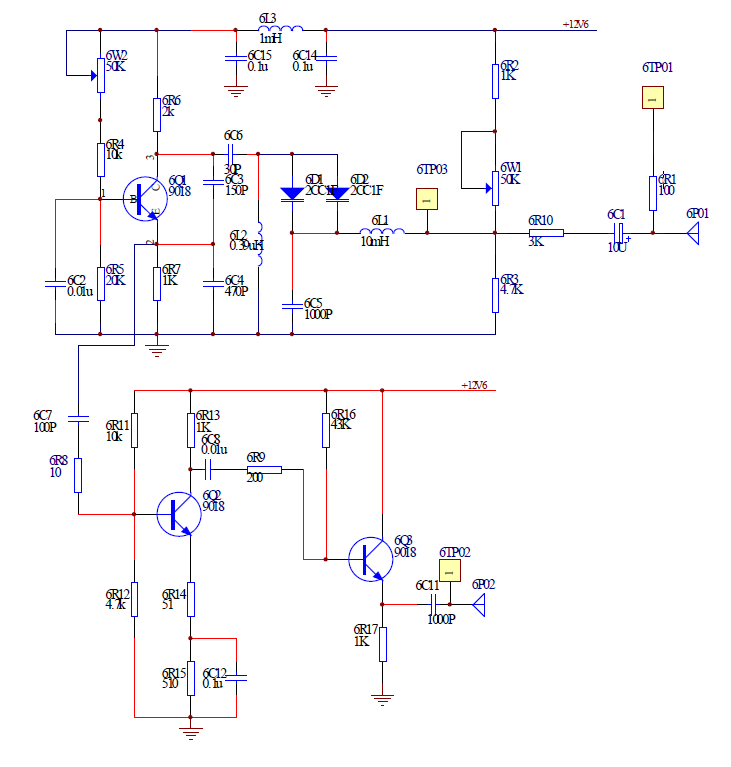 6L3
1mH
+12V6
6W2
50K
6C15
0.1u
6C14
0.1u
6R2
1K
6TP01
1
6R6
2k
6R4
10k
6C6
30P
3
6C3
150P
6D1
2CC1F
6D2
2CC1F
6TP03
1
6W1
50K
6R1
100
1
B
C
E
6Q1
9018
6L2
6L1
10mH
6R10
3K
6C1
10U
+
6P01
2
6C2
0.01u
6R5
20K
6R7
1K
6C4
470P
6C5
1000P
6R3
4.7K
+12V6
6C7
100P
6R11
10k
6R13
1K
6C8
0.01u
6R16
43K
6R8
10
6R9
200
6Q2
9018
6Q3
9018
6TP02
1
6R12
4.7k
6R14
51
6C11
1000P
6P02
6R17
1K
6R15
510
6C12
0.1u